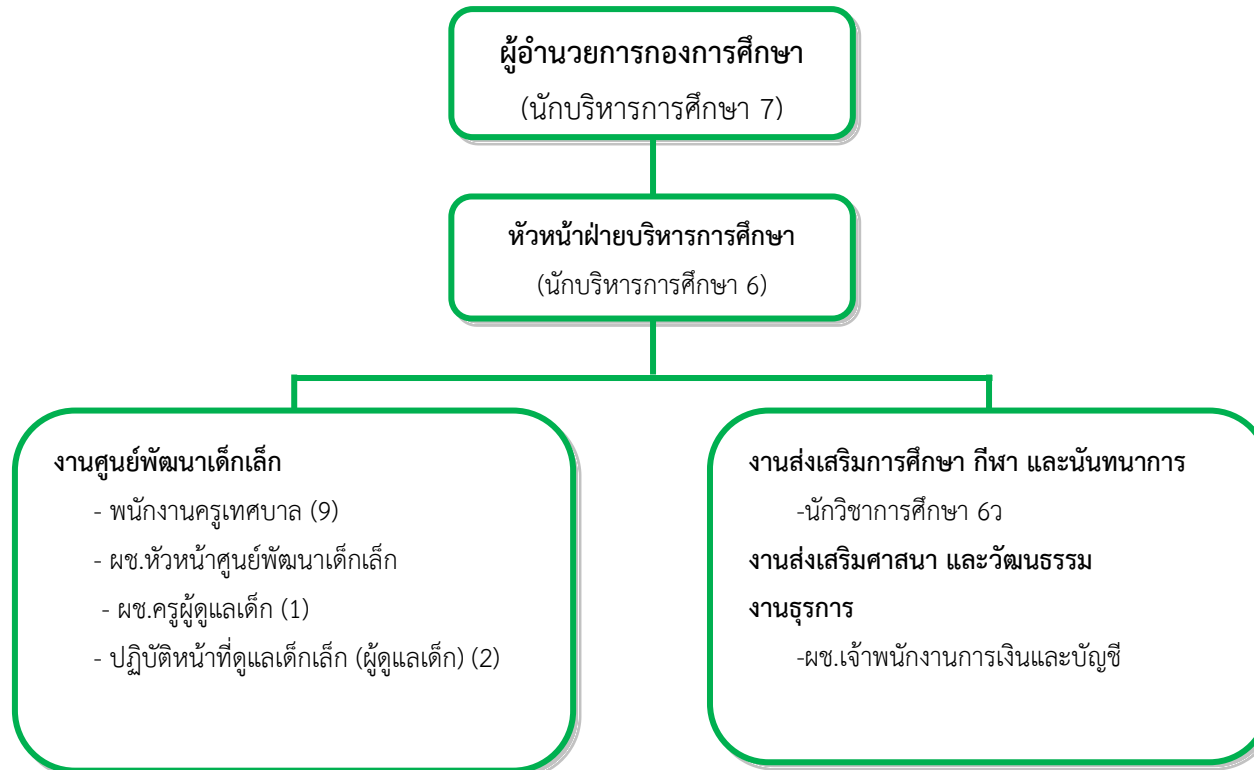 ผู้อำนวยการกองการศึกษา
(นักบริหารการศึกษา 7)
หัวหน้าฝ่ายบริหารการศึกษา
(นักบริหารการศึกษา 6)
งานศูนย์พัฒนาเด็กเล็ก
- พนักงานครูเทศบาล (9)
- ผช.หัวหน้าศูนย์พัฒนาเด็กเล็ก
- ผช.ครูผู้ดูแลเด็ก (1)
- ปฏิบัติหน้าที่ดูแลเด็กเล็ก (ผู้ดูแลเด็ก) (2)
งานส่งเสริมการศึกษา กีฬา และนันทนาการ
-นักวิชาการศึกษา 6ว
งานส่งเสริมศาสนา และวัฒนธรรม
งานธุรการ
-ผช.เจ้าพนักงานการเงินและบัญชี